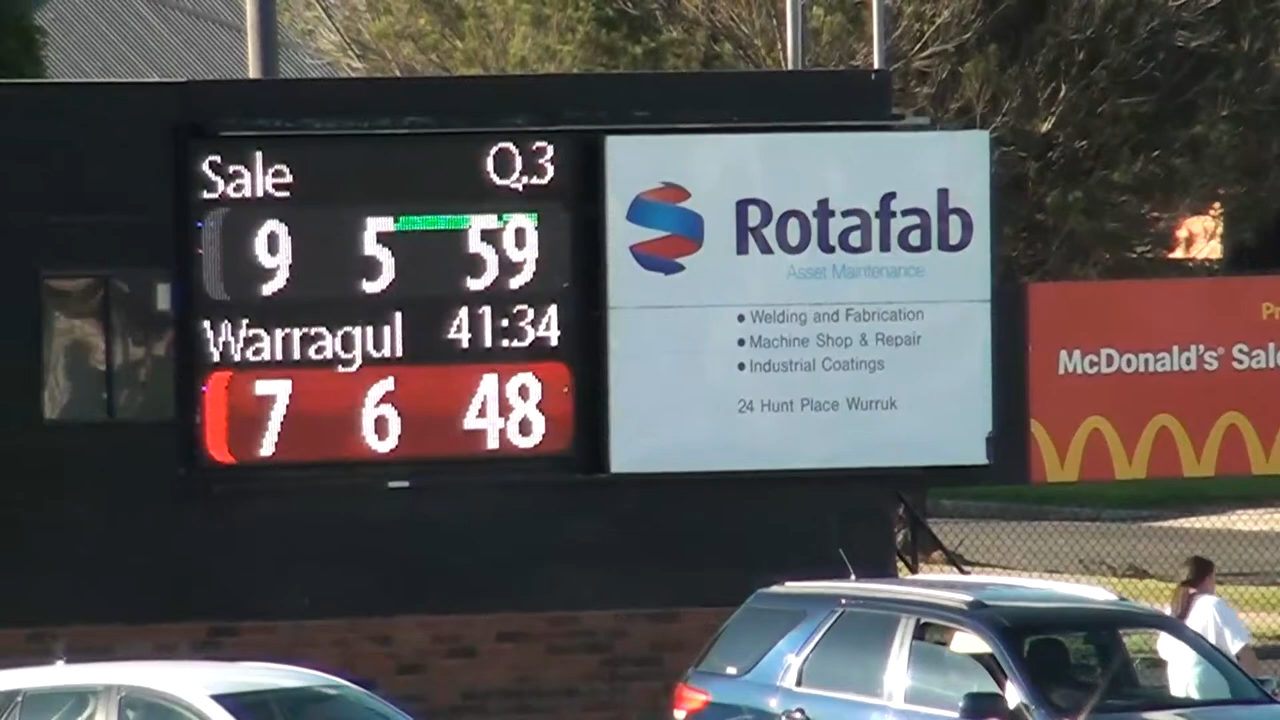 Sale Q.3
9 5 59
Warragul 41:34
7 6 48
Rotafab
Asset Maintenance
• Welding and Fabrication
• Machine Shop & Repair
• Industrial Coatings
24 Hunt Place Wurruk
McDonald's® Sale